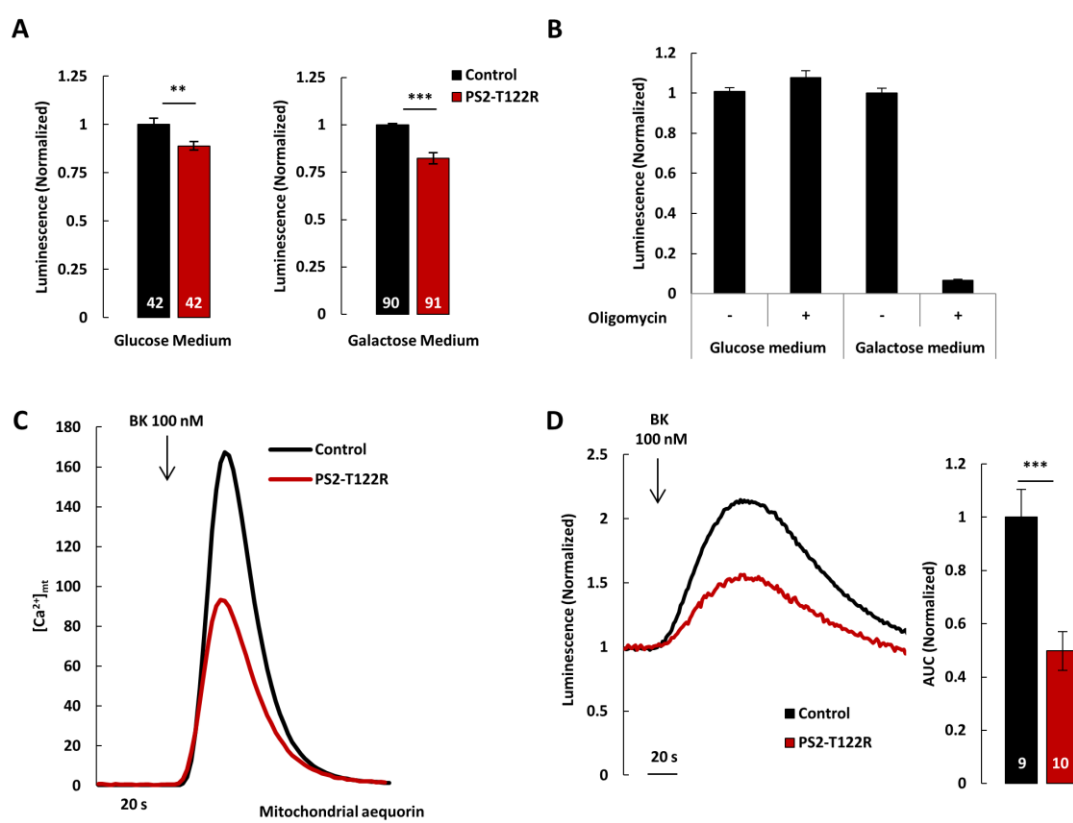 A
Luminescence (Normalized)
1.25
1
0.75
0.5
0.25
0
**
42
42
Glucose Medium
Luminescence (Normalized)
1.25
1
0.75
0.5
0.25
0
***
90
91
Galactose Medium
Control
PS2-T122R
B
Luminescence (Normalized)
1.2
1
0.8
0.6
0.4
0.2
0
Oligomycin
-
+
-
+
Glucose medium
Galactose medium
C
BK 100 nM
[Ca²⁺]mt
180
160
140
120
100
80
60
40
20
0
Control
PS2-T122R
20 s
Mitochondrial aequorin
D
BK
100 nM
Luminescence (Normalized)
2.5
2
1.5
1
0.5
0
Control
PS2-T122R
20 s
AUC (Normalized)
1.2
1
0.8
0.6
0.4
0.2
0
***
9
10